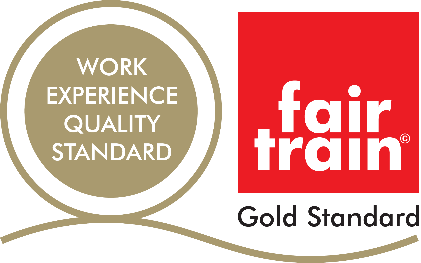 WORK
EXPERIENCE
QUALITY
STANDARD
fair
train©
Gold Standard